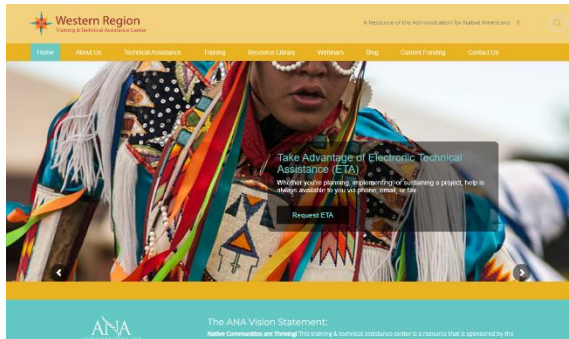 Western Region
Training & Technical Assistance Center
A Resource of the Administration for Native Americans
Home About Us Technical Assistance Training Resource Library Webinars Blog Current Funding Contact Us
Take Advantage of Electronic Technical
Assistance (ETA)
Whether you're planning, implementing, or sustaining a project, help is
always available to you via phone, email, or fax
Request ETA
ANA
The ANA Vision Statement:
Native Communities are Thriving! This training & technical assistance center is a resource that is sponsored by the